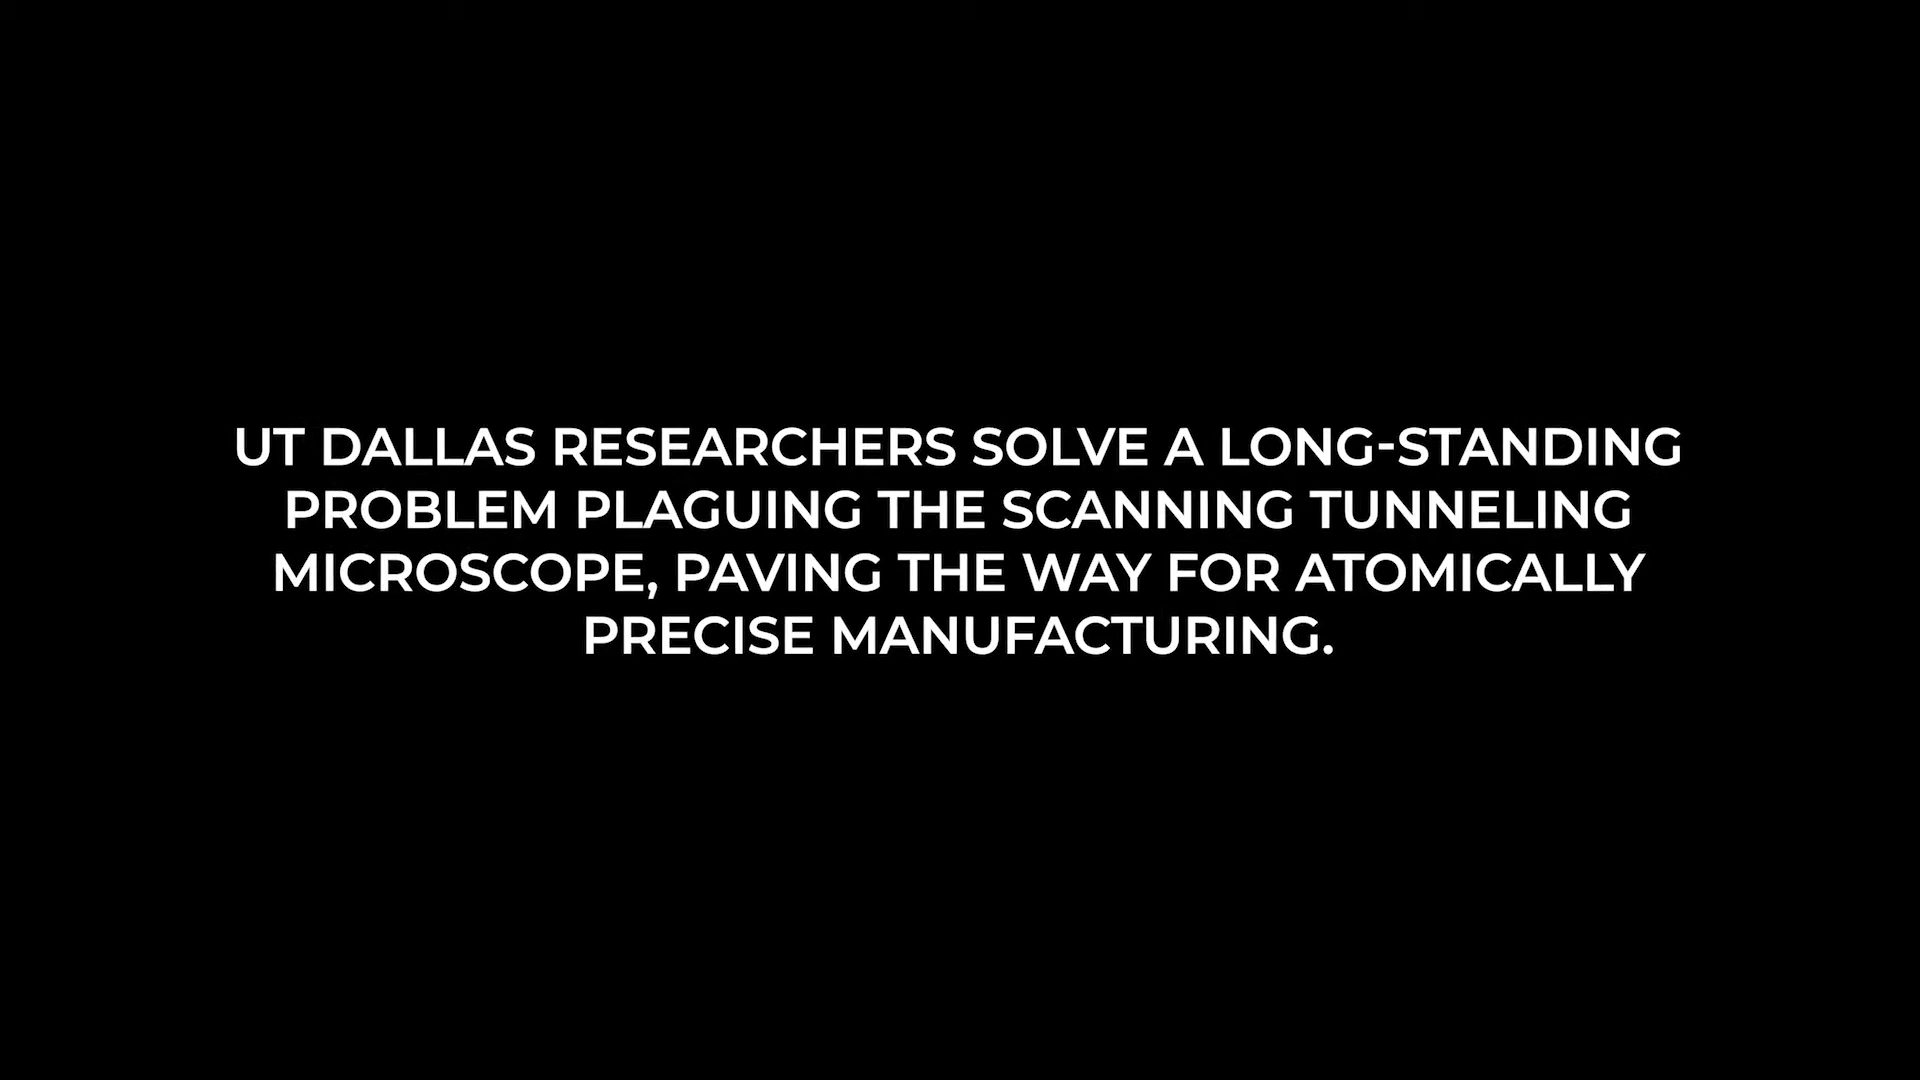 UT DALLAS RESEARCHERS SOLVE A LONG-STANDING
PROBLEM PLAGUING THE SCANNING TUNNELING
MICROSCOPE, PAVING THE WAY FOR ATOMICALLY
PRECISE MANUFACTURING.